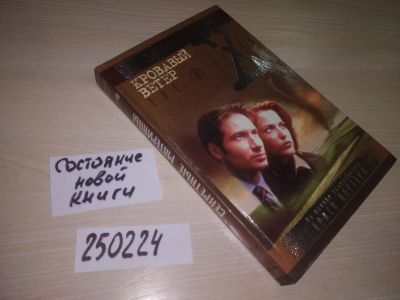 КРОВАВЫЙ
ВЕТЕР
СЕКРЕТНЫЕ МАТЕРИАЛЫ
Состояние
новой
книги
250224